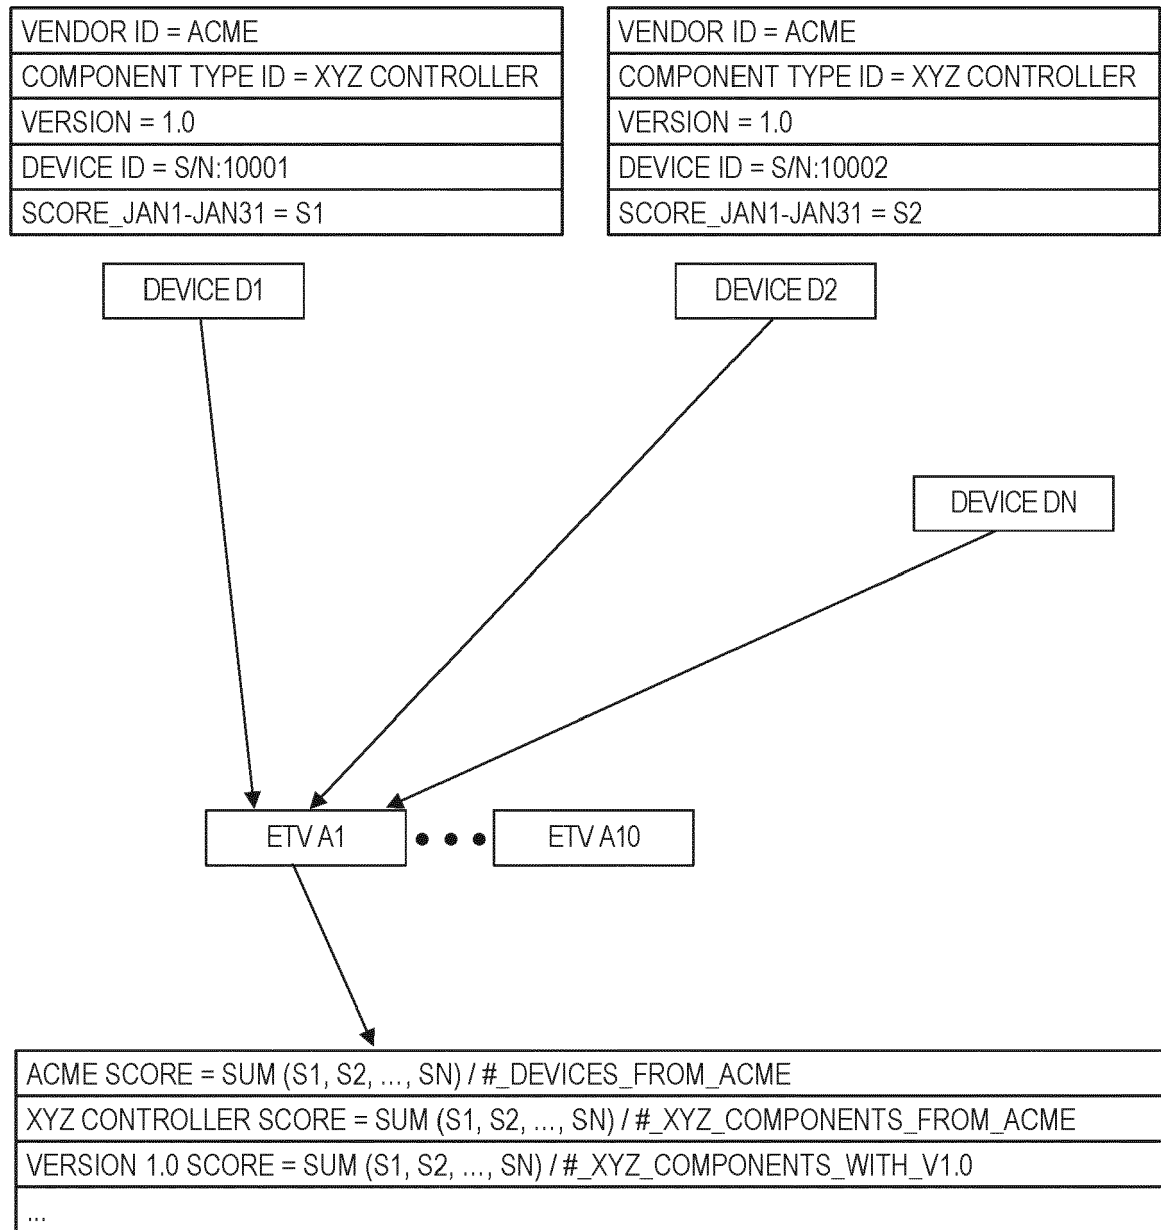 VENDOR ID = ACME
COMPONENT TYPE ID = XYZ CONTROLLER
VERSION = 1.0
DEVICE ID = S/N:10001
SCORE_JAN1-JAN31 = S1
VENDOR ID = ACME
COMPONENT TYPE ID = XYZ CONTROLLER
VERSION = 1.0
DEVICE ID = S/N:10002
SCORE_JAN1-JAN31 = S2
DEVICE D1
DEVICE D2
DEVICE DN
ETV A1
ETV A10
ACME SCORE = SUM (S1, S2, ..., SN) / #_DEVICES_FROM_ACME
XYZ CONTROLLER SCORE = SUM (S1, S2, ..., SN) / #_XYZ_COMPONENTS_FROM_ACME
VERSION 1.0 SCORE = SUM (S1, S2, ..., SN) / #_XYZ_COMPONENTS_WITH_V1.0
...